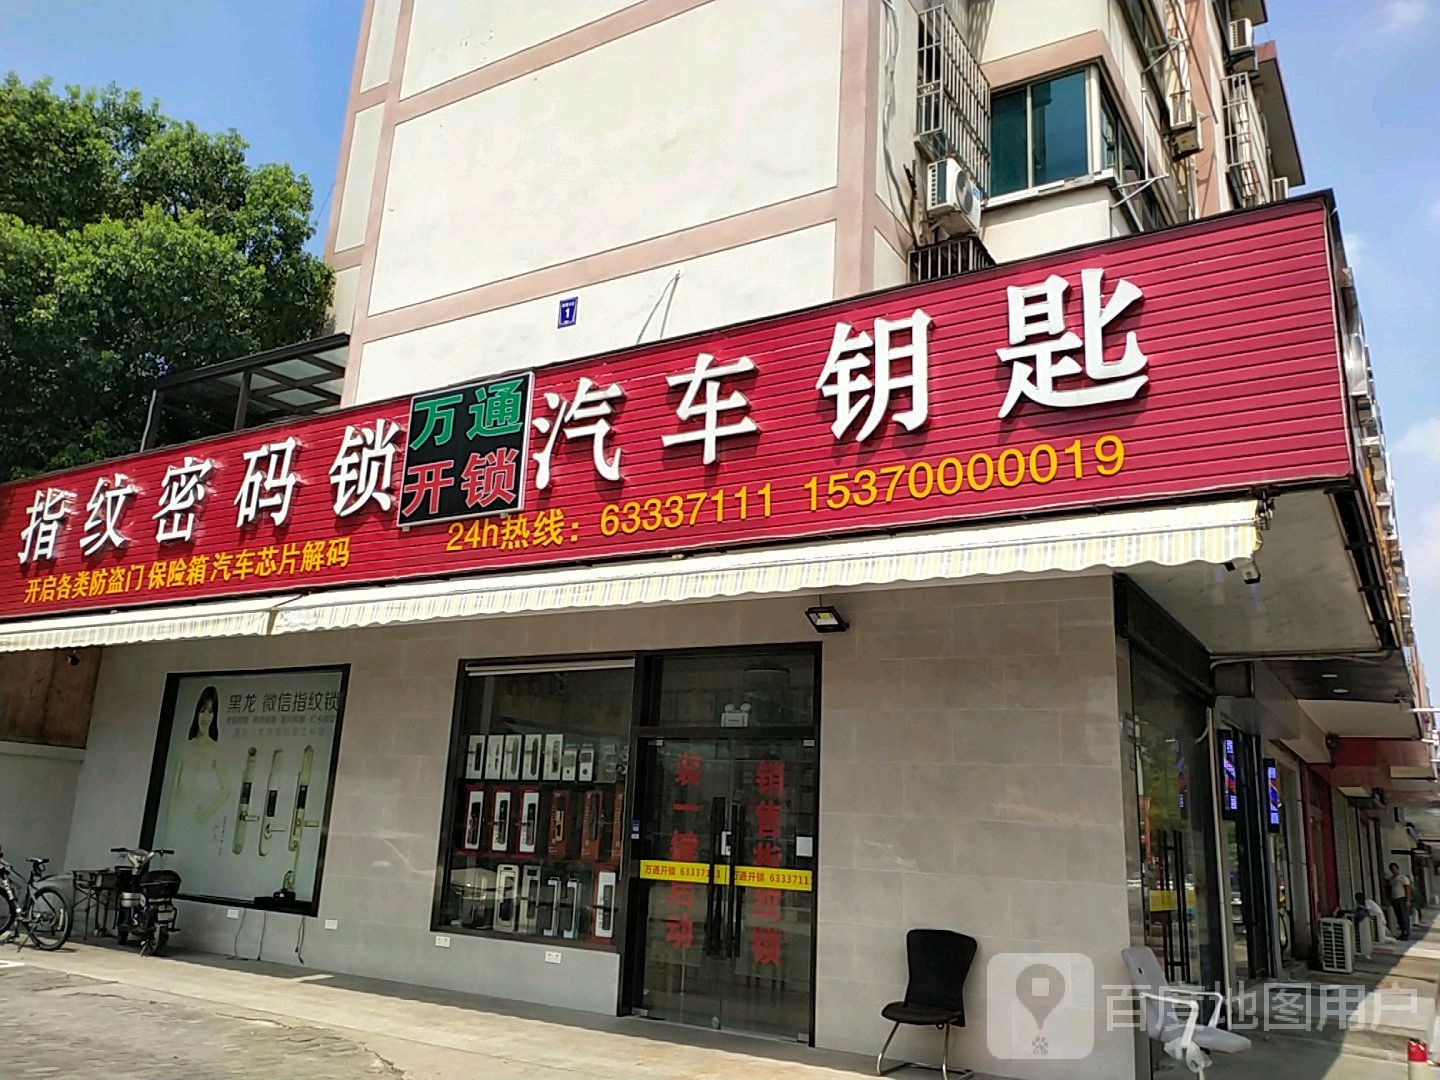 1
指纹密码锁
万通
开锁
汽车钥匙
开启各类防盗门 保险箱 汽车芯片解码
24h热线：63337111 15370000019
黑龙 微信指纹锁
装一键启动
销售指纹锁
万通开锁 63337111
万通开锁 6333711
百度地图用户